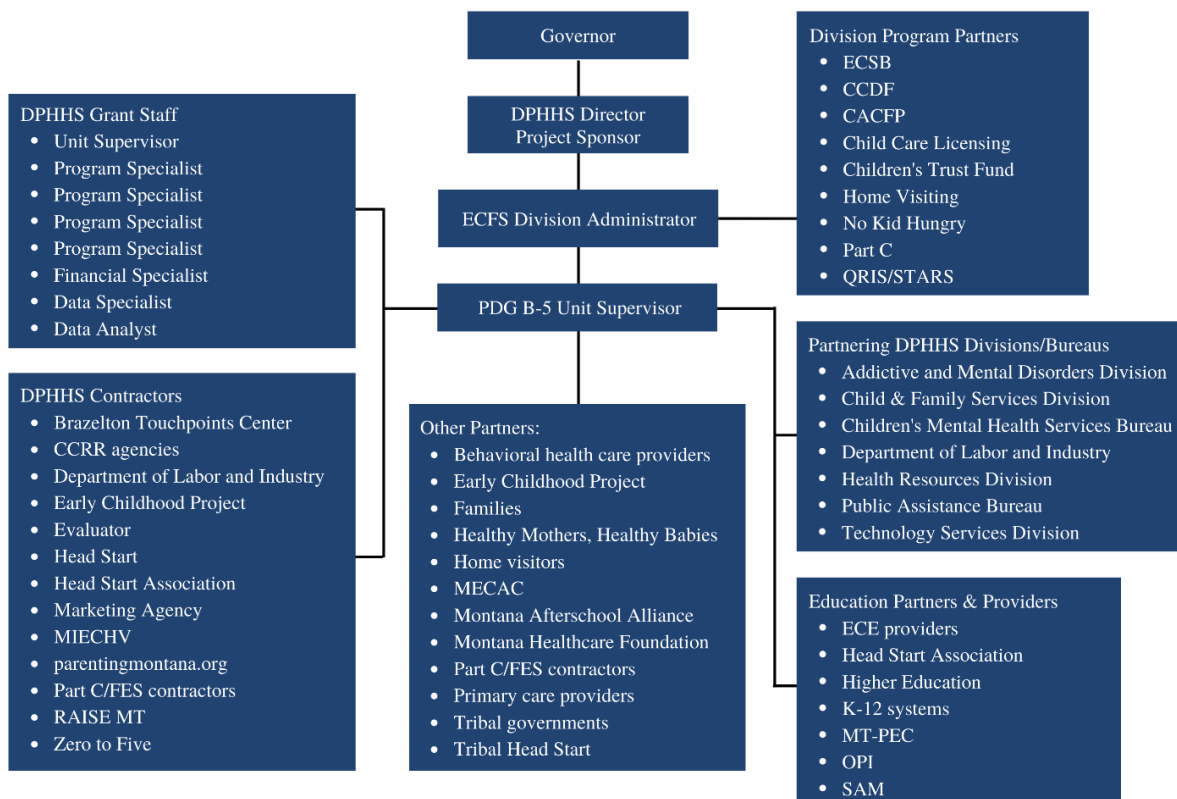 Governor
DPHHS Director
Project Sponsor
ECFS Division Administrator
PDG B-5 Unit Supervisor
Division Program Partners
• ECSB
• CCDF
• CACFP
• Child Care Licensing
• Children's Trust Fund
• Home Visiting
• No Kid Hungry
• Part C
• QRIS/STARS
DPHHS Grant Staff
• Unit Supervisor
• Program Specialist
• Program Specialist
• Program Specialist
• Program Specialist
• Financial Specialist
• Data Specialist
• Data Analyst
DPHHS Contractors
• Brazelton Touchpoints Center
• CCRR agencies
• Department of Labor and Industry
• Early Childhood Project
• Evaluator
• Head Start
• Head Start Association
• Marketing Agency
• MIECHV
• parentingmontana.org
• Part C/FES contractors
• RAISE MT
• Zero to Five
Other Partners:
• Behavioral health care providers
• Early Childhood Project
• Families
• Healthy Mothers, Healthy Babies
• Home visitors
• MECAC
• Montana Afterschool Alliance
• Montana Healthcare Foundation
• Part C/FES contractors
• Primary care providers
• Tribal governments
• Tribal Head Start
Partnering DPHHS Divisions/Bureaus
• Addictive and Mental Disorders Division
• Child & Family Services Division
• Children's Mental Health Services Bureau
• Department of Labor and Industry
• Health Resources Division
• Public Assistance Bureau
• Technology Services Division
Education Partners & Providers
• ECE providers
• Head Start Association
• Higher Education
• K-12 systems
• MT-PEC
• OPI
• SAM